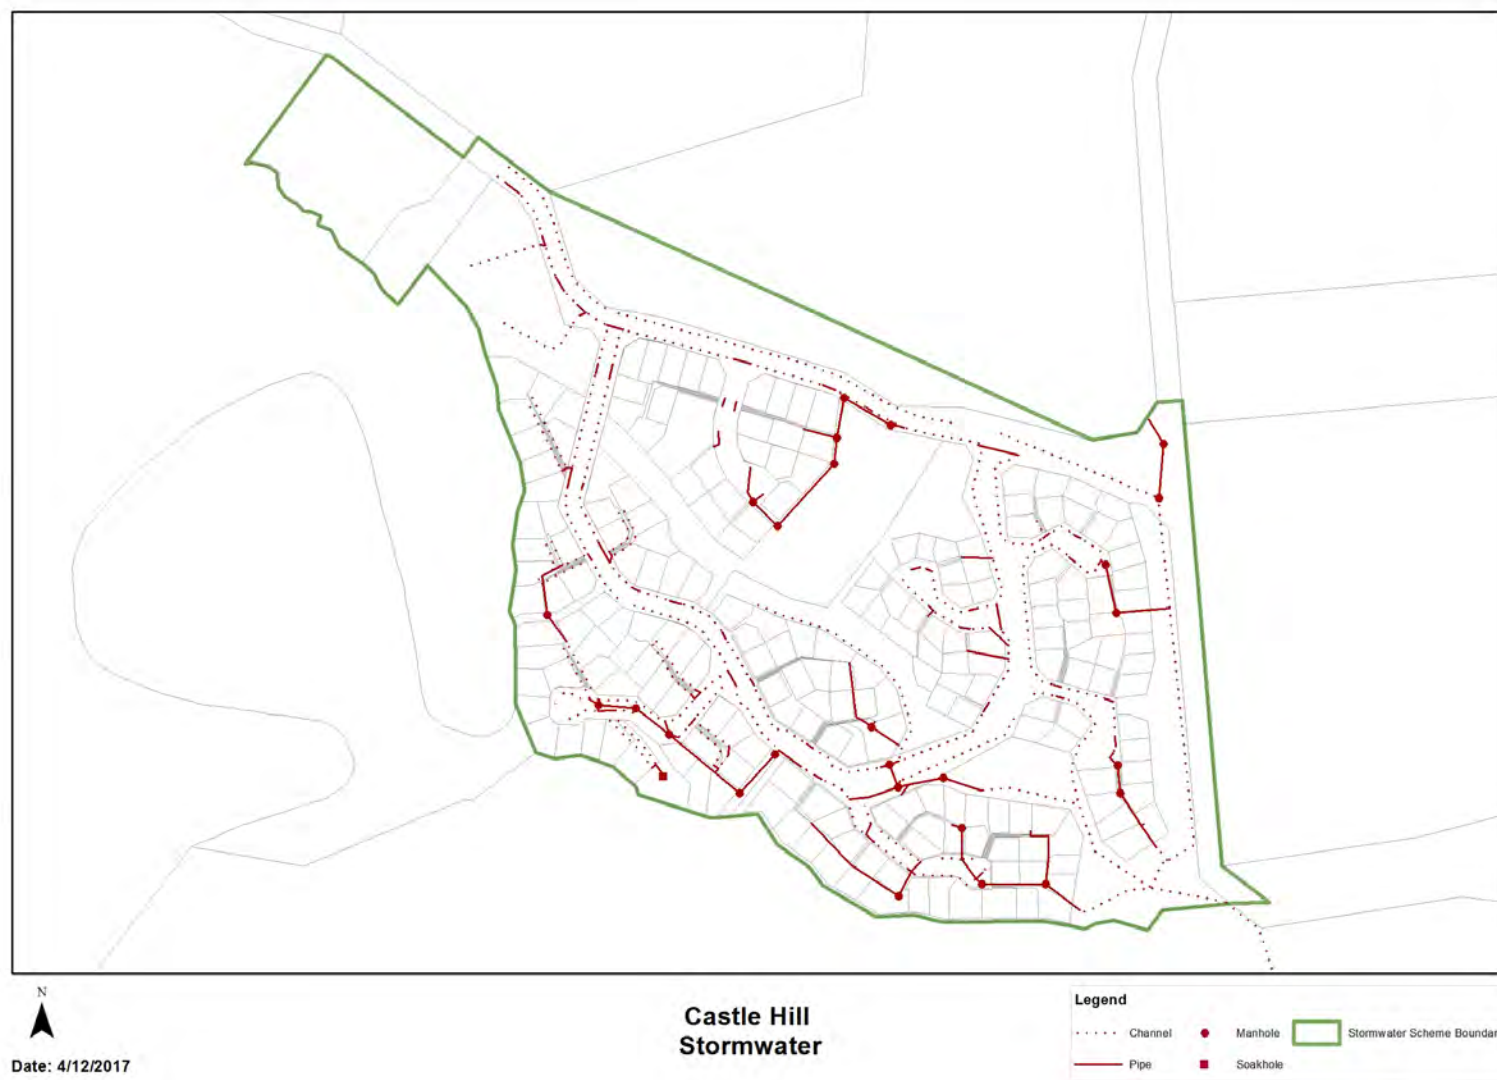 N
Date: 4/12/2017
Castle Hill
Stormwater
Legend
Channel
Manhole
Stormwater Scheme Boundar
Pipe
Soakhole